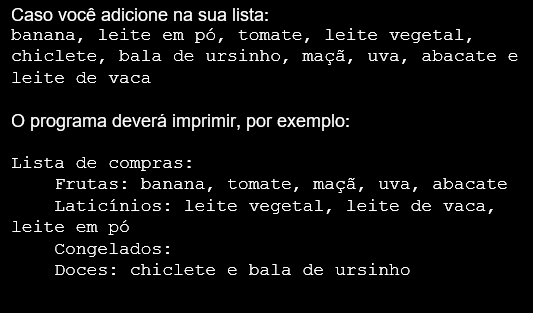 Caso você adicione na sua lista:
banana, leite em pó, tomate, leite vegetal,
chiclete, bala de ursinho, maçã, uva, abacate e
leite de vaca
O programa deverá imprimir, por exemplo:
Lista de compras:
Frutas: banana, tomate, maçã, uva, abacate
Laticínios: leite vegetal, leite de vaca,
leite em pó
Congelados:
Doces: chiclete e bala de ursinho